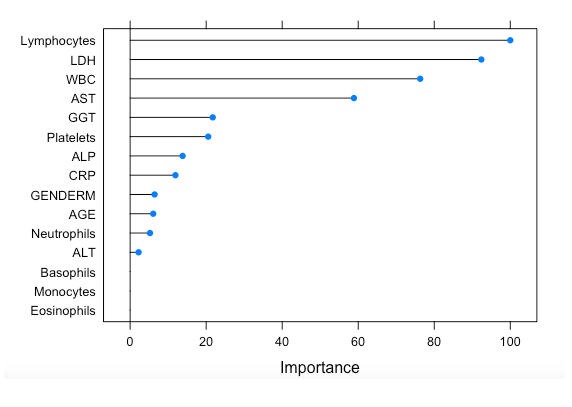 Lymphocytes
LDH
WBC
AST
GGT
Platelets
ALP
CRP
GENDERM
AGE
Neutrophils
ALT
Basophils
Monocytes
Eosinophils
0 20 40 60 80 100
Importance